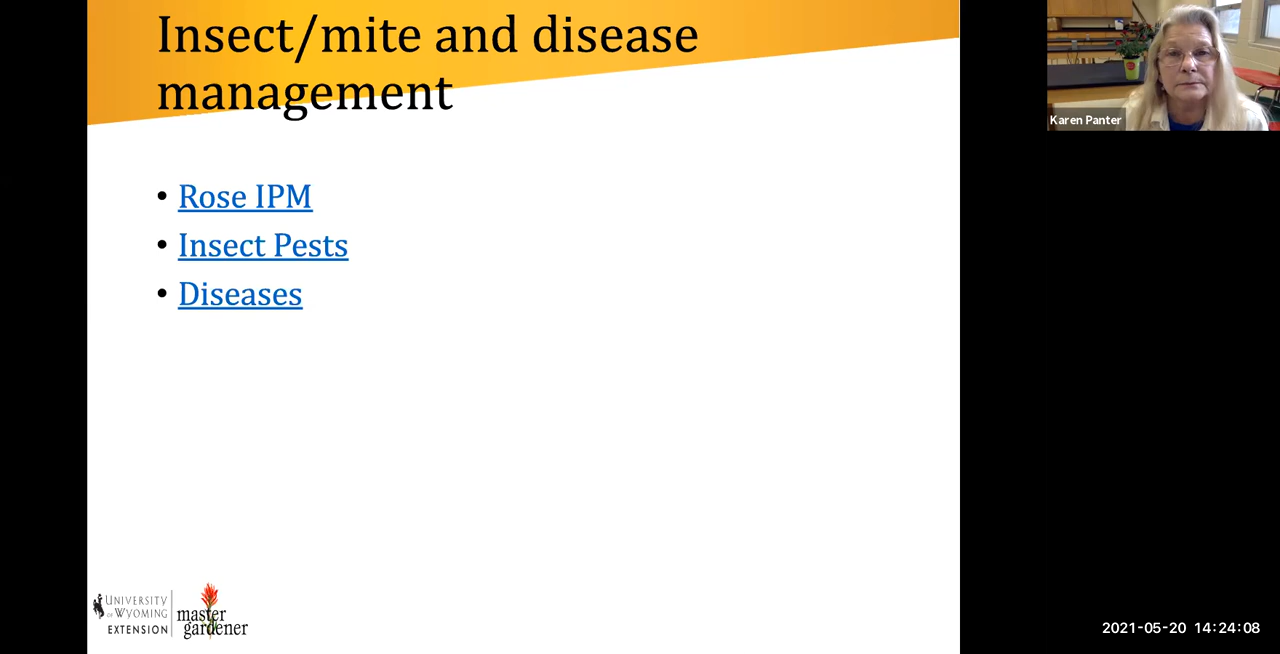 Insect/mite and disease
management
• Rose IPM
• Insect Pests
• Diseases
Karen Panter
UNIVERSITY
OF WYOMING
EXTENSION
master
gardener
2021-05-20 14:24:08